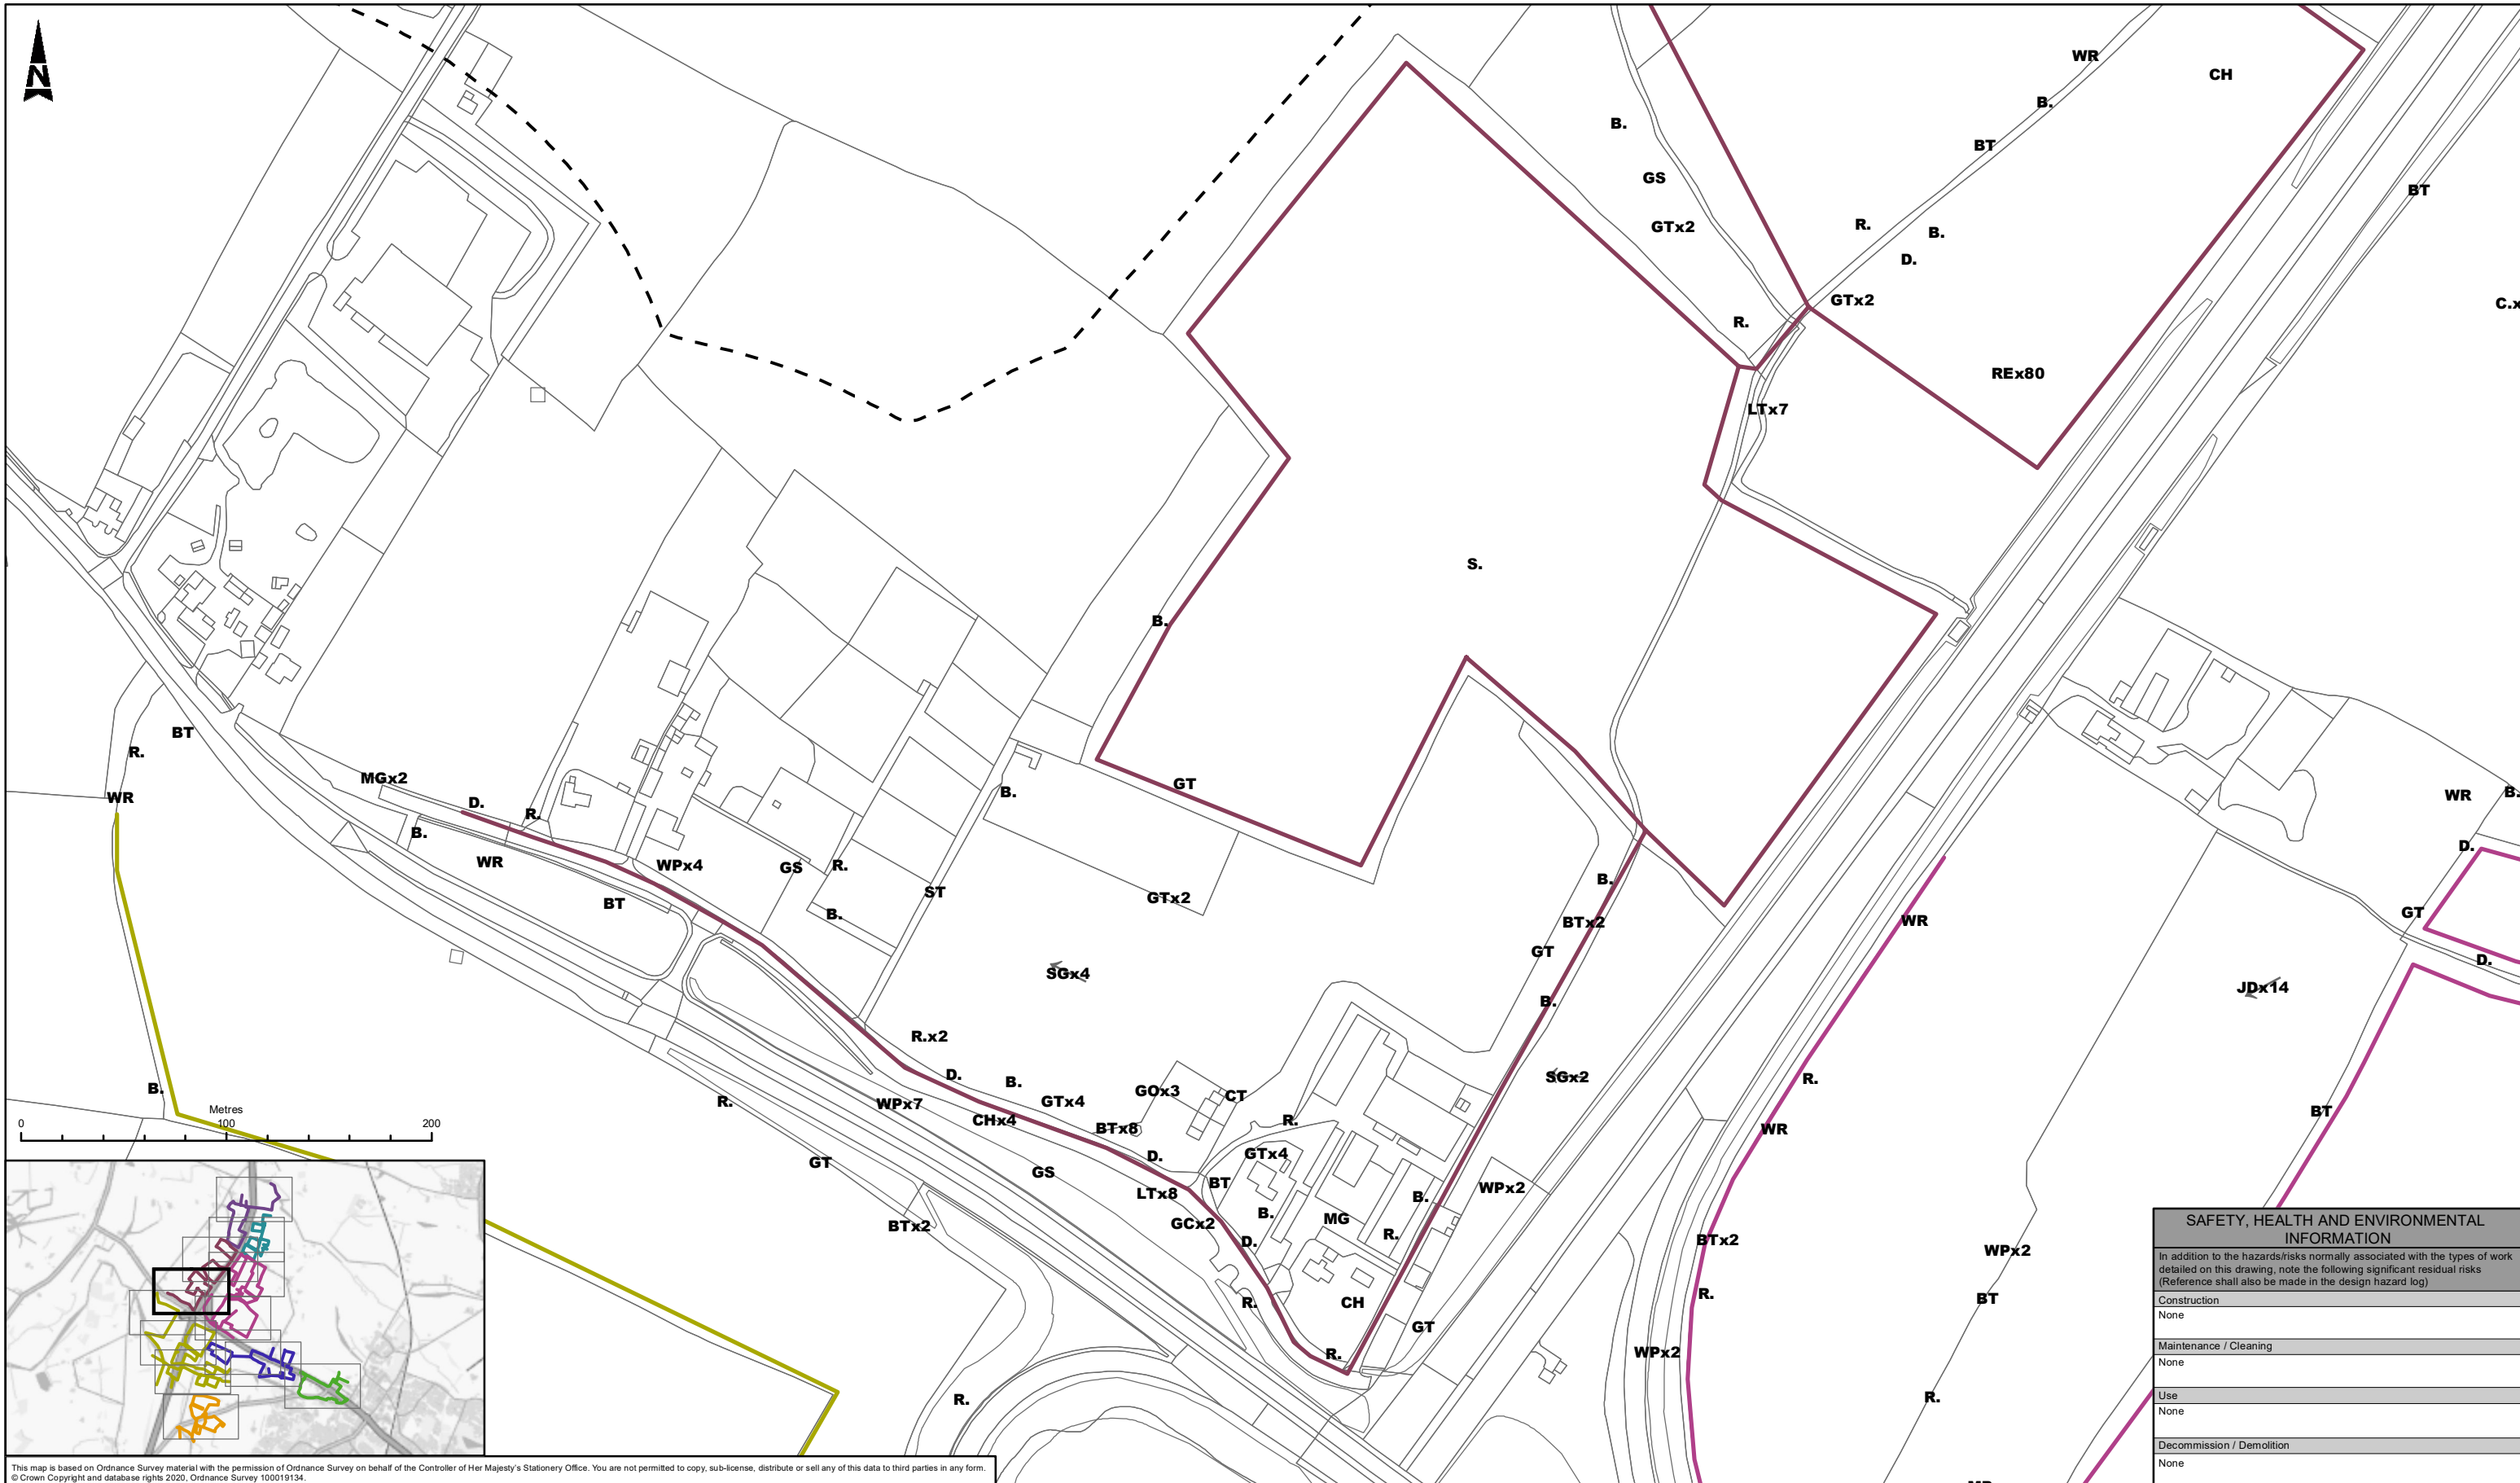 N
WR
CH
B.
B.
BT
GS
BT
R.
GTx2
B.
D.
GTx2
C.x
R.
REx80
LTx7
S.
B.
BT
R.
MGx2
GT
WR
B.
WR
B.
D.
R.
B.
D.
WR
WPx4
GS
R.
B.
BT
ST
GTx2
GT
B.
BTx2
WR
GT
D.
SGx4
JDx14
B.
R.x2
D.
B.
SGx2
R.
B.
GOx3
CT
GTx4
R.
WPx7
BT
Metres
0 100 200
CHx4
BTx8
R.
WR
D.
GTx4
GT
GS
BT
LTx8
WPx2
B.
GCx2
B.
MG
BTx2
R.
D.
BTx2
WPx2
R.
R.
CH
BT
GT
R.
WPx2
R.
R.
SAFETY, HEALTH AND ENVIRONMENTAL
INFORMATION
In addition to the hazards/risks normally associated with the types of work
detailed on this drawing, note the following significant residual risks
(Reference shall also be made in the design hazard log)
Construction
None
Maintenance / Cleaning
None
Use
None
Decommission / Demolition
None
This map is based on Ordnance Survey material with the permission of Ordnance Survey on behalf of the Controller of Her Majesty's Stationery Office. You are not permitted to copy, sub-license, distribute or sell any of this data to third parties in any form.
© Crown Copyright and database rights 2020, Ordnance Survey 100019134.